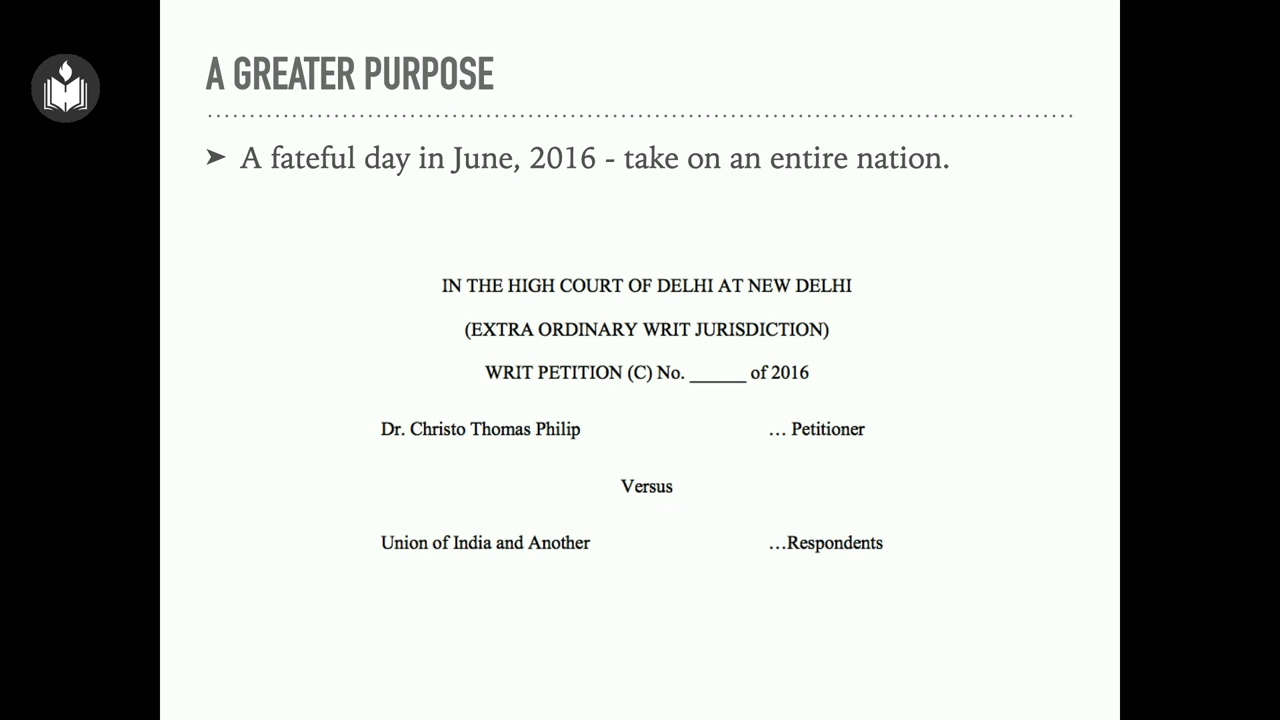 A GREATER PURPOSE
➤ A fateful day in June, 2016 - take on an entire nation.
IN THE HIGH COURT OF DELHI AT NEW DELHI
(EXTRA ORDINARY WRIT JURISDICTION)
WRIT PETITION (C) No. ______ of 2016
Dr. Christo Thomas Philip … Petitioner
Versus
Union of India and Another …Respondents